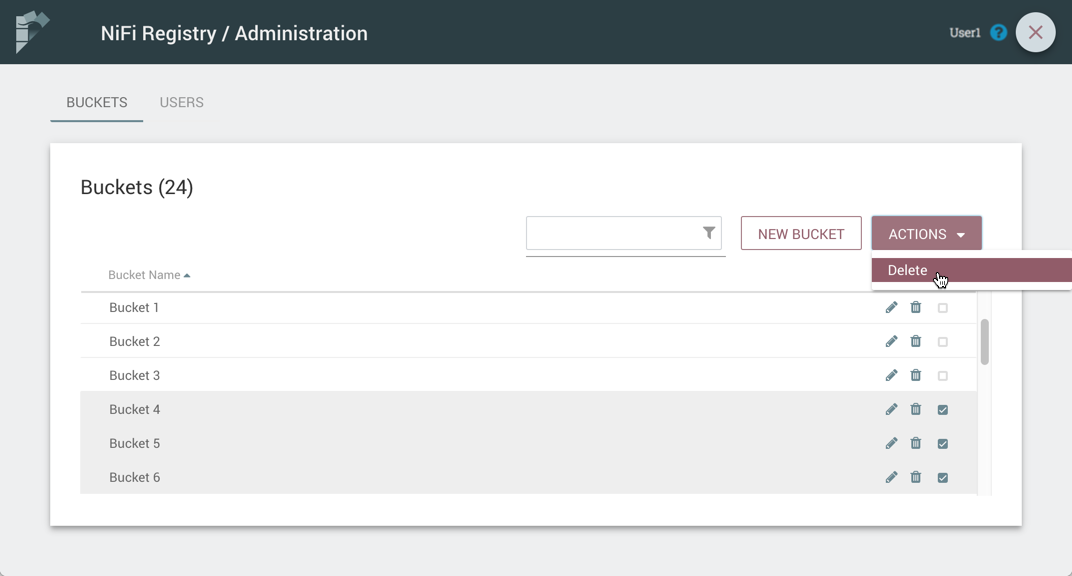 NiFi Registry / Administration
User1 ?
BUCKETS USERS
Buckets (24)
NEW BUCKET ACTIONS
Delete
Bucket Name
Bucket 1
Bucket 2
Bucket 3
Bucket 4
Bucket 5
Bucket 6